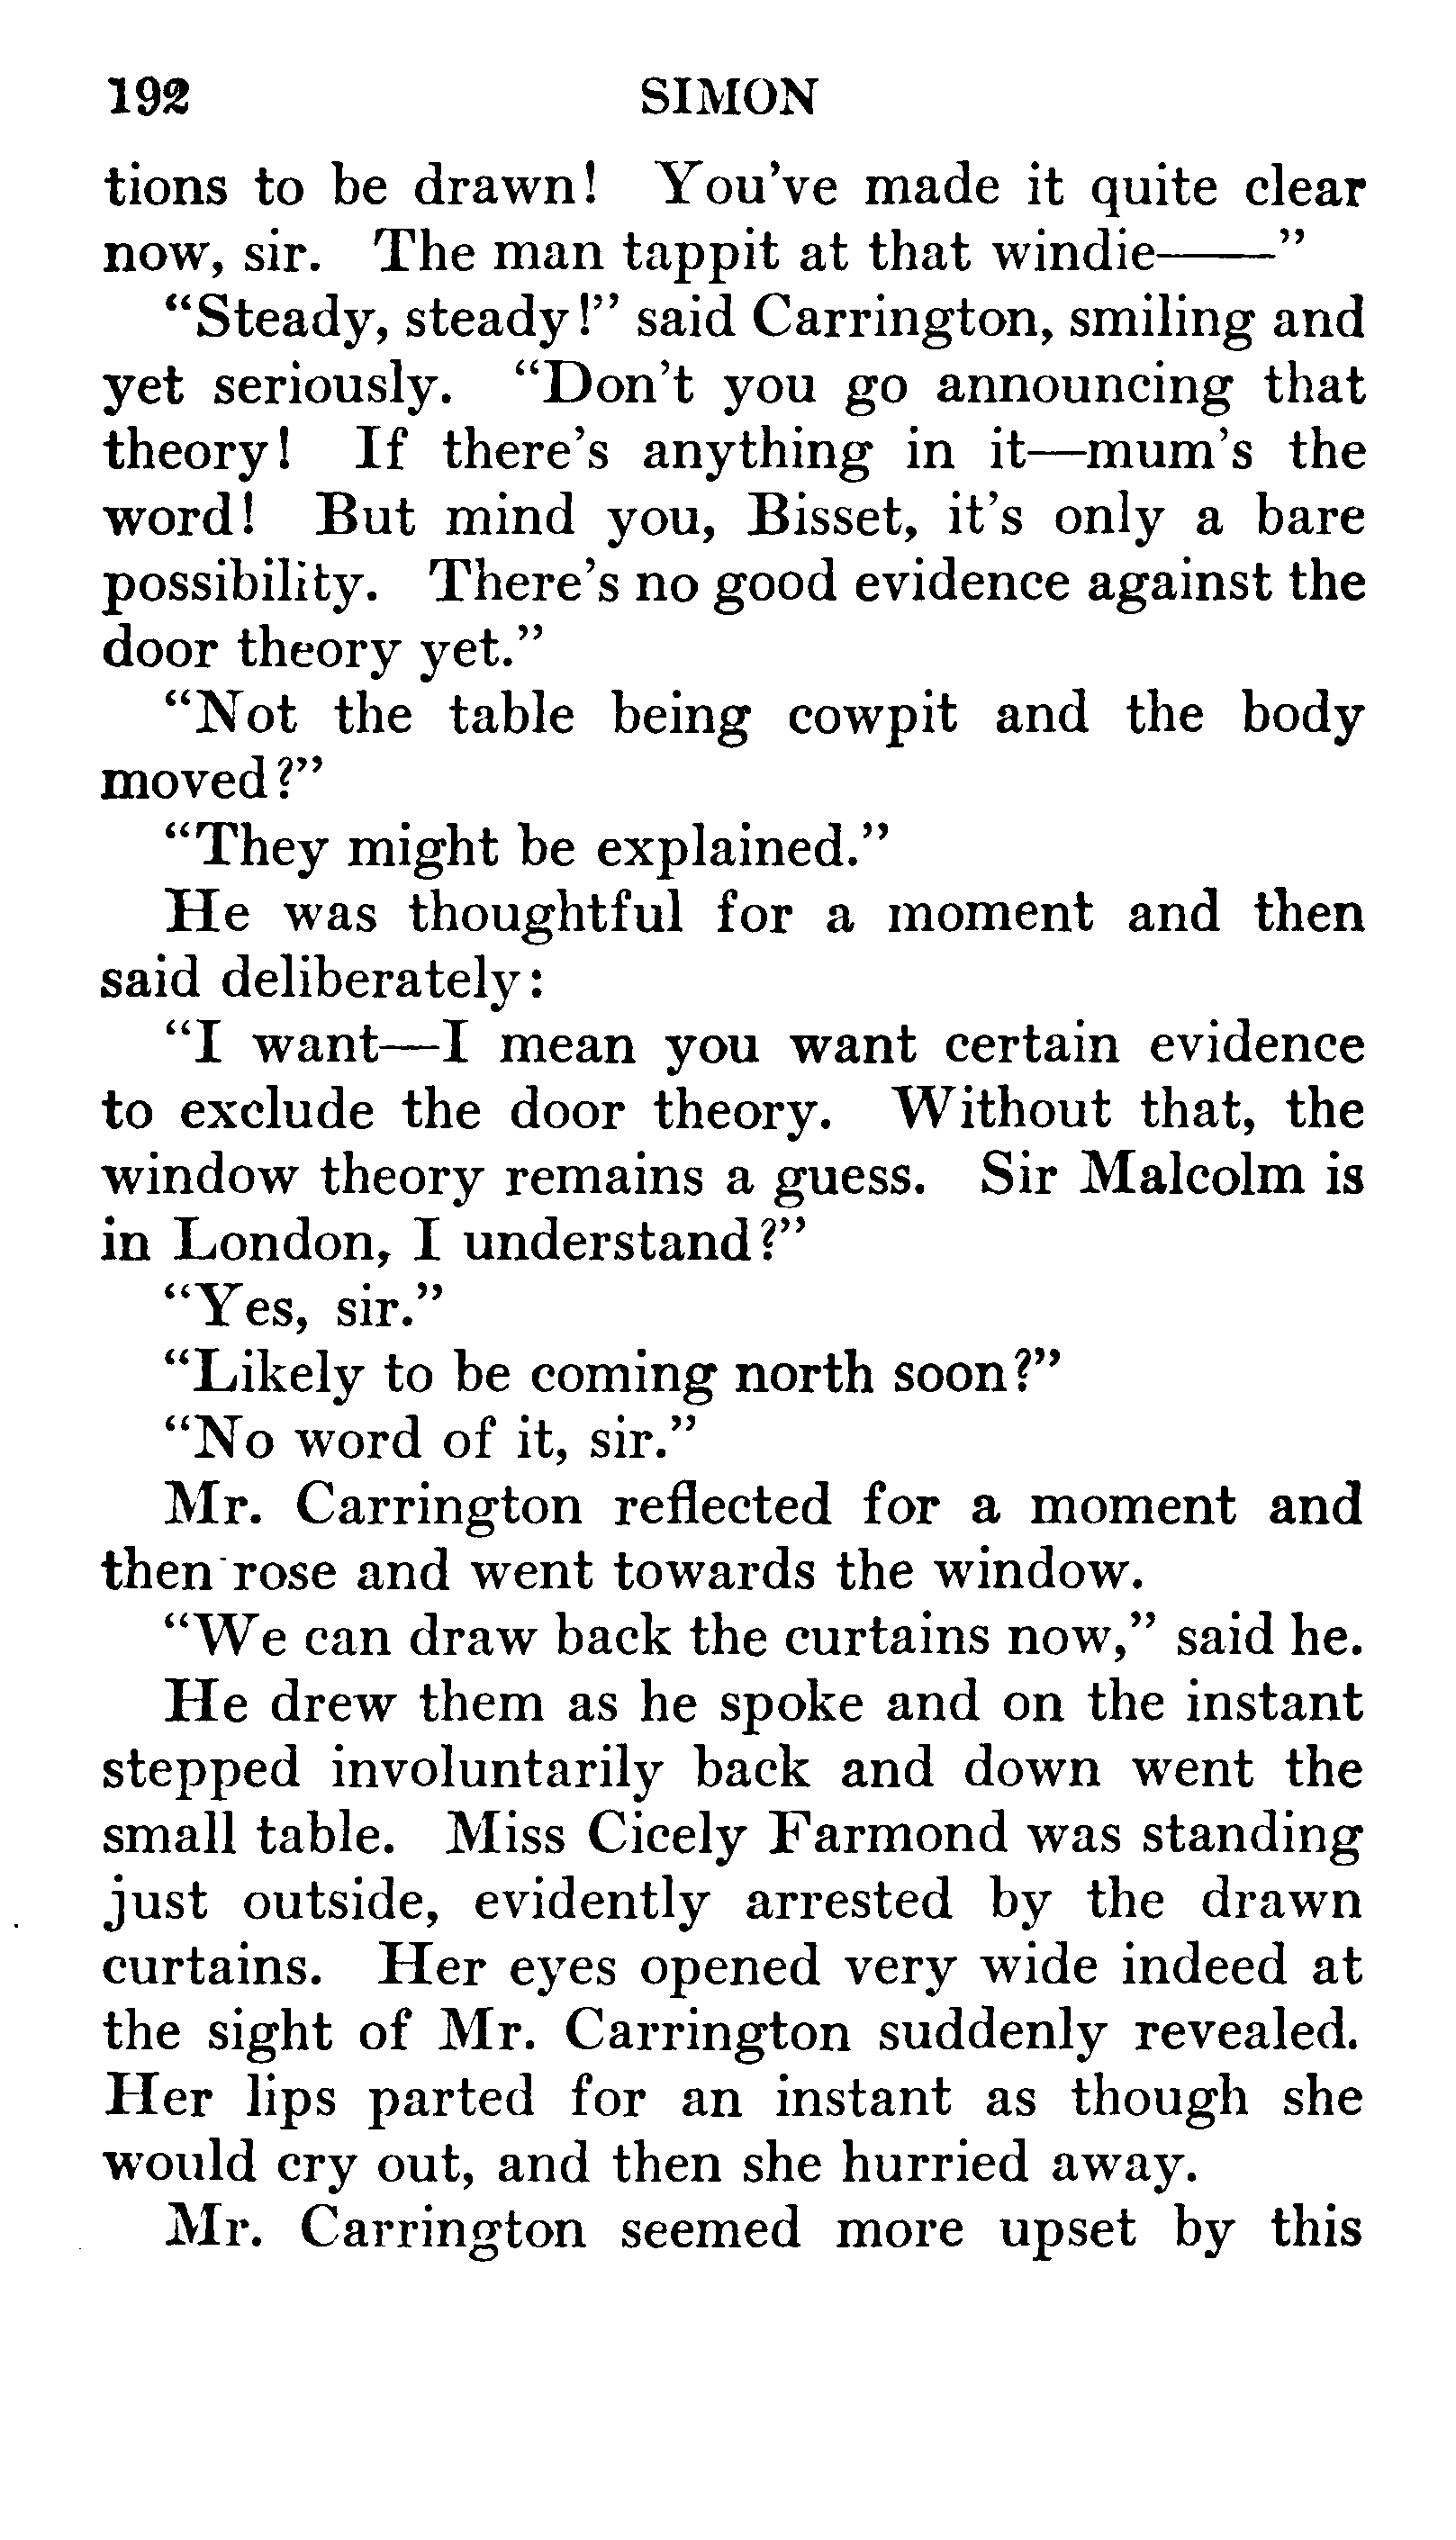 192 SIMON
tions to be drawn! You've made it quite clear
now, sir. The man tappit at that windie——"
"Steady, steady!" said Carrington, smiling and
yet seriously. "Don't you go announcing that
theory! If there's anything in it—mum's the
word! But mind you, Bisset, it's only a bare
possibility. There's no good evidence against the
door theory yet."
"Not the table being cowpit and the body
moved?"
"They might be explained."
He was thoughtful for a moment and then
said deliberately:
"I want—I mean you want certain evidence
to exclude the door theory. Without that, the
window theory remains a guess. Sir Malcolm is
in London, I understand?"
"Yes, sir."
"Likely to be coming north soon?"
"No word of it, sir."
Mr. Carrington reflected for a moment and
then rose and went towards the window.
"We can draw back the curtains now," said he.
He drew them as he spoke and on the instant
stepped involuntarily back and down went the
small table. Miss Cicely Farmond was standing
just outside, evidently arrested by the drawn
curtains. Her eyes opened very wide indeed at
the sight of Mr. Carrington suddenly revealed.
Her lips parted for an instant as though she
would cry out, and then she hurried away.
Mr. Carrington seemed more upset by this